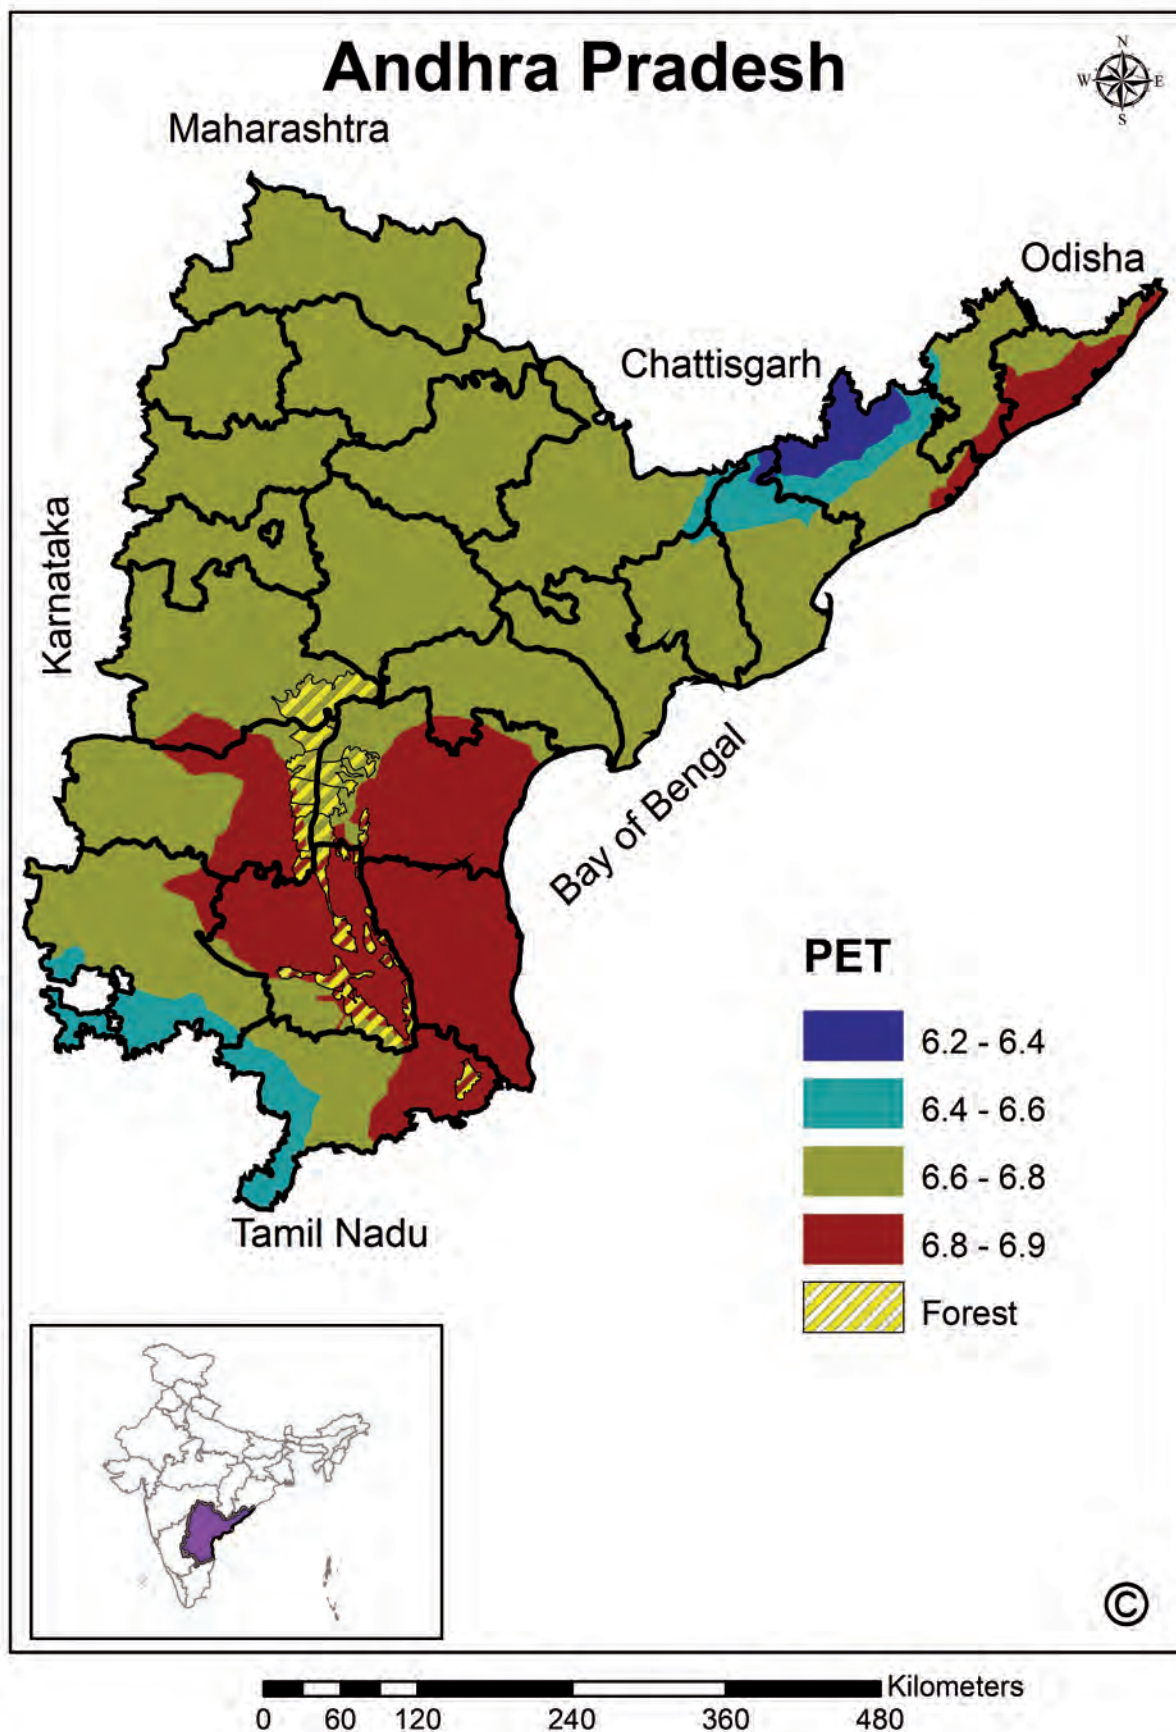 Andhra Pradesh
N
W E
S
Maharashtra
Odisha
Chattisgarh
Karnataka
Bay of Bengal
Tamil Nadu
PET
6.2 - 6.4
6.4 - 6.6
6.6 - 6.8
6.8 - 6.9
Forest
©
Kilometers
0 60 120 240 360 480